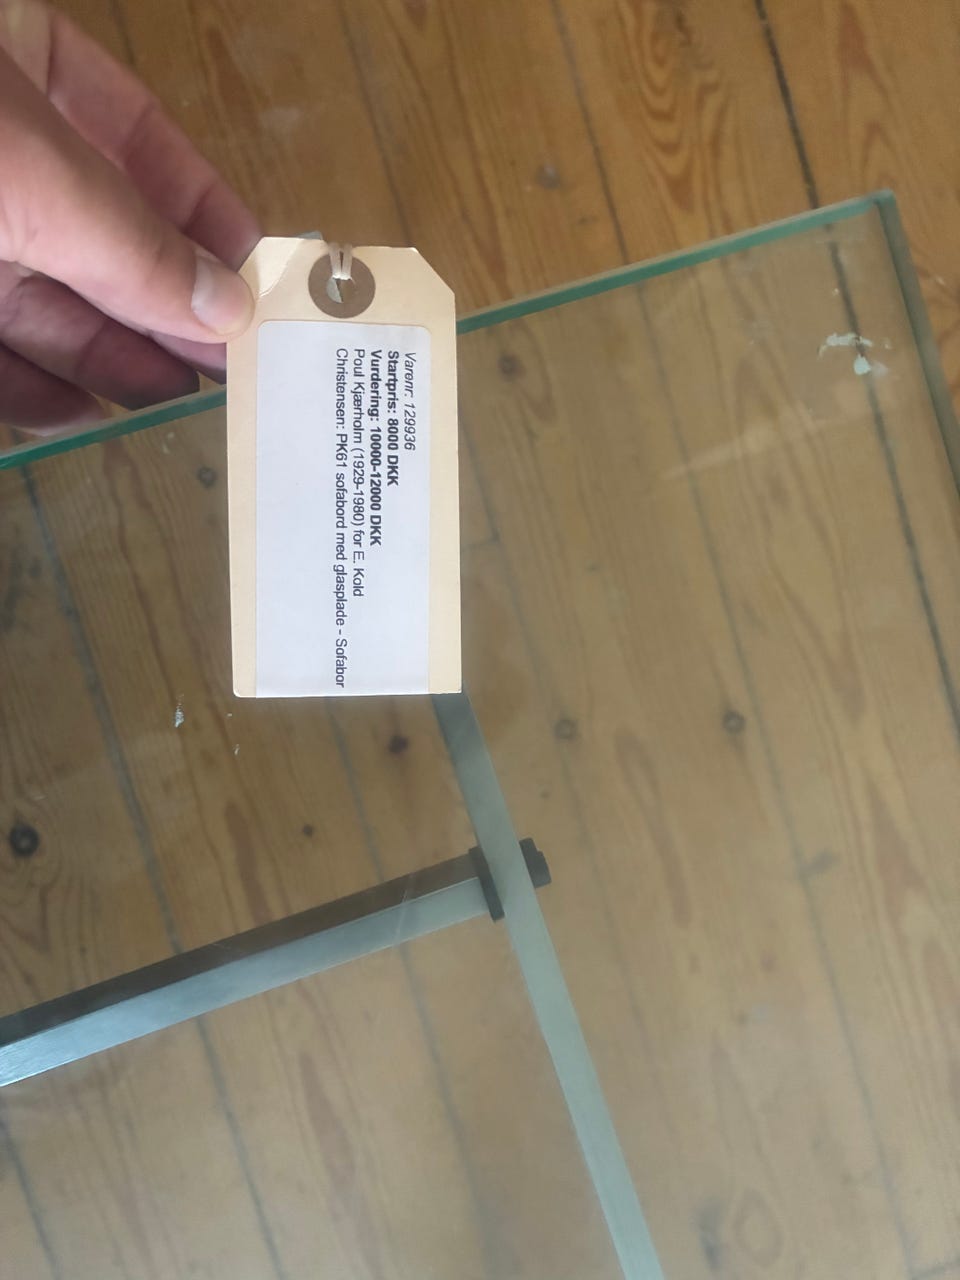 Varenr: 129936
Startpris: 8000 DKK
Vurdering: 10000-12000 DKK
Poul Kjærholm (1929-1980) for E. Kold
Christensen: PK61 sofabord med glasplade - Sofabor